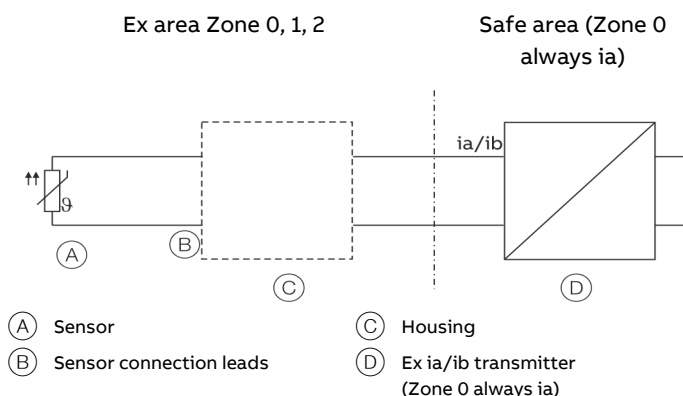 Ex area Zone 0, 1, 2
Safe area (Zone 0
always ia)
ia/ib
ϑ
A
B
C
D
A Sensor
B Sensor connection leads
C Housing
D Ex ia/ib transmitter
(Zone 0 always ia)